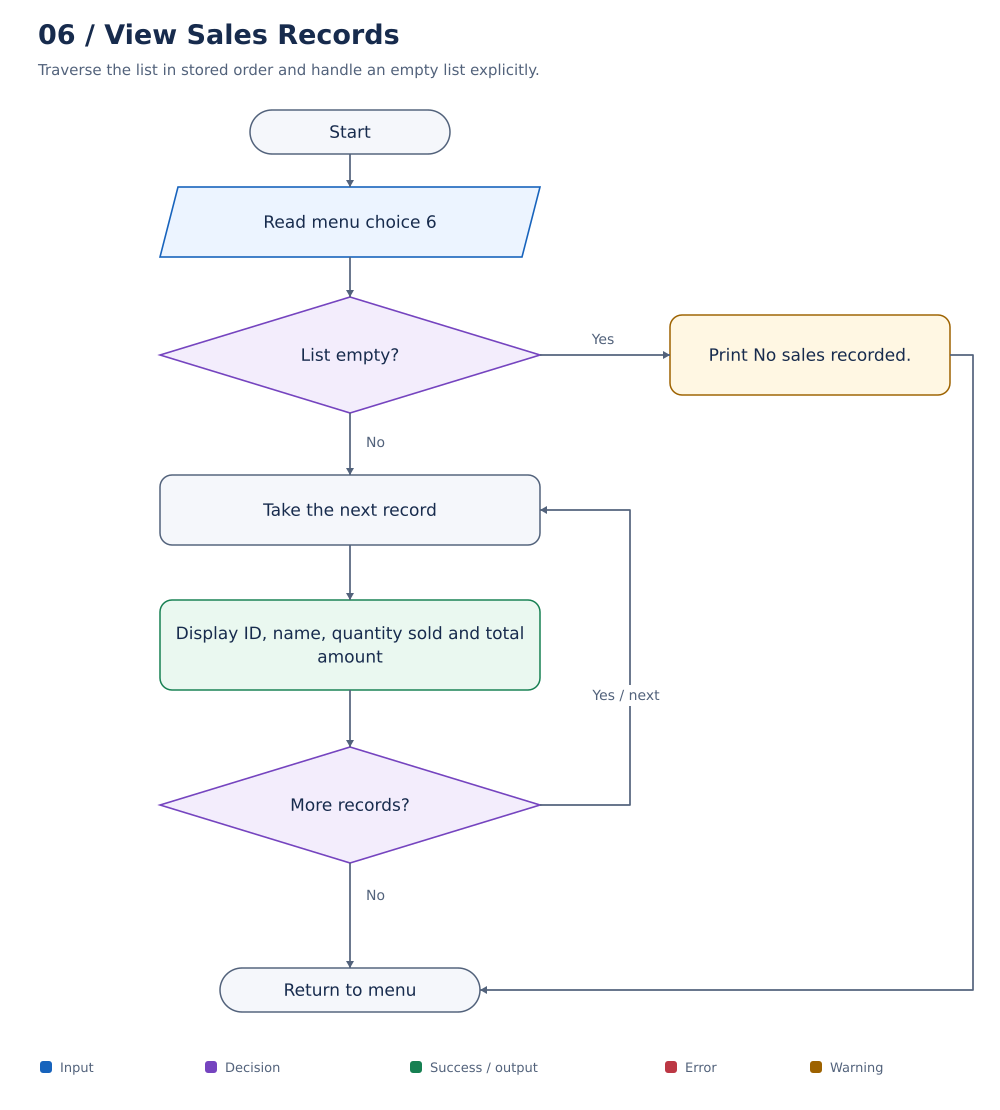 06 / View Sales Records
Traverse the list in stored order and handle an empty list explicitly.
Start
Read menu choice 6
List empty?
Yes
Print No sales recorded.
No
Take the next record
Display ID, name, quantity sold and total
amount
Yes / next
More records?
No
Return to menu
Input
Decision
Success / output
Error
Warning